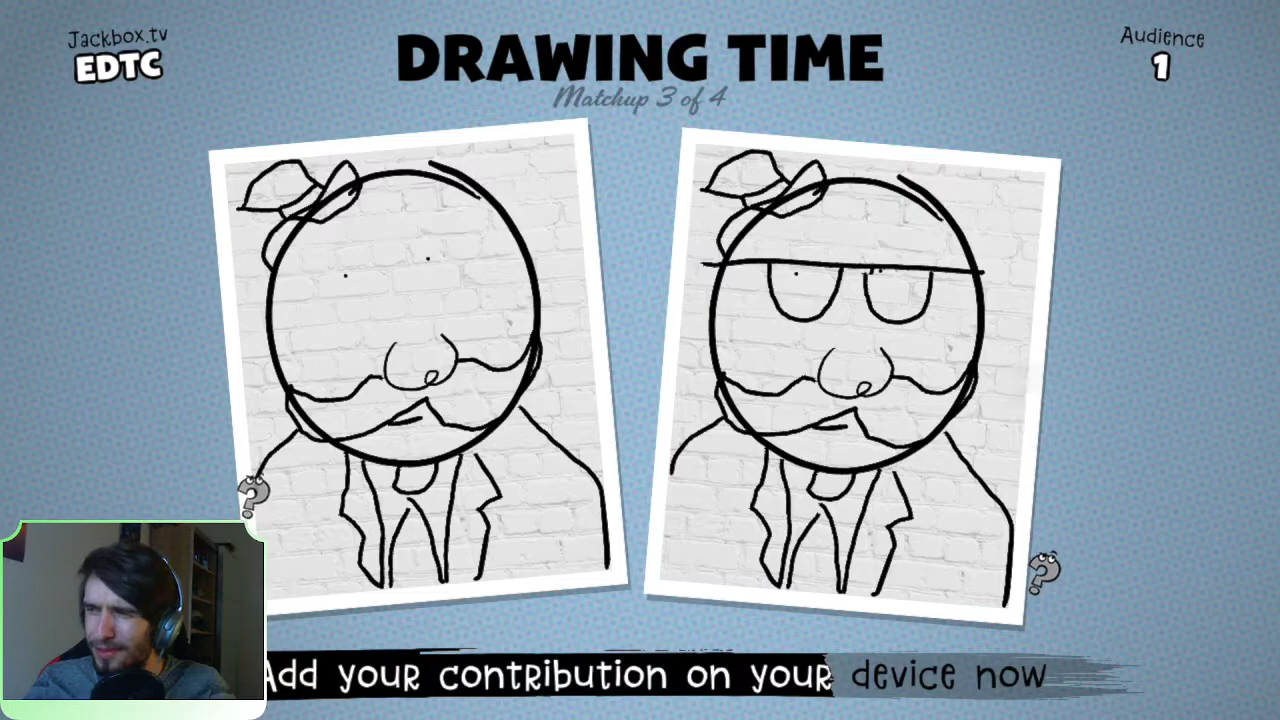 Jackbox.tv
EDTC
DRAWING TIME
Matchup 3 of 4
Audience
1
Add your contribution on your device now